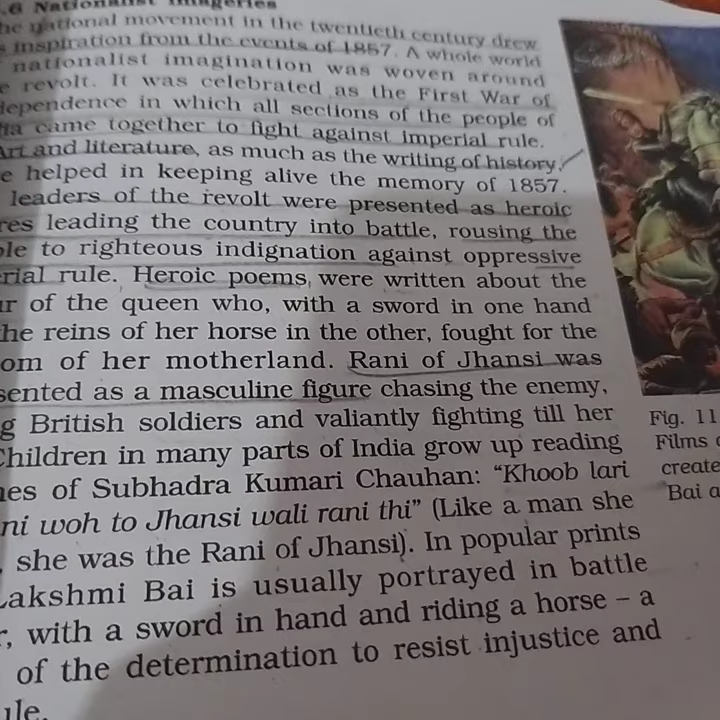 .6 Nationalist Imageries
he national movement in the twentieth century drew
s inspiration from the events of 1857. A whole world
nationalist imagination was woven around
e revolt. It was celebrated as the First War of
dependence in which all sections of the people of
dia came together to fight against imperial rule.
Art and literature, as much as the writing of history,
e helped in keeping alive the memory of 1857.
leaders of the revolt were presented as heroic
res leading the country into battle, rousing the
ple to righteous indignation against oppressive
rial rule. Heroic poems were written about the
ur of the queen who, with a sword in one hand
he reins of her horse in the other, fought for the
om of her motherland. Rani of Jhansi was
sented as a masculine figure chasing the enemy,
g British soldiers and valiantly fighting till her
Children in many parts of India grow up reading
nes of Subhadra Kumari Chauhan: “Khoob lari
ni woh to Jhansi wali rani thi” (Like a man she
, she was the Rani of Jhansi). In popular prints
Lakshmi Bai is usually portrayed in battle
r, with a sword in hand and riding a horse – a
of the determination to resist injustice and
ule.
Fig. 11
Films
create
Bai a